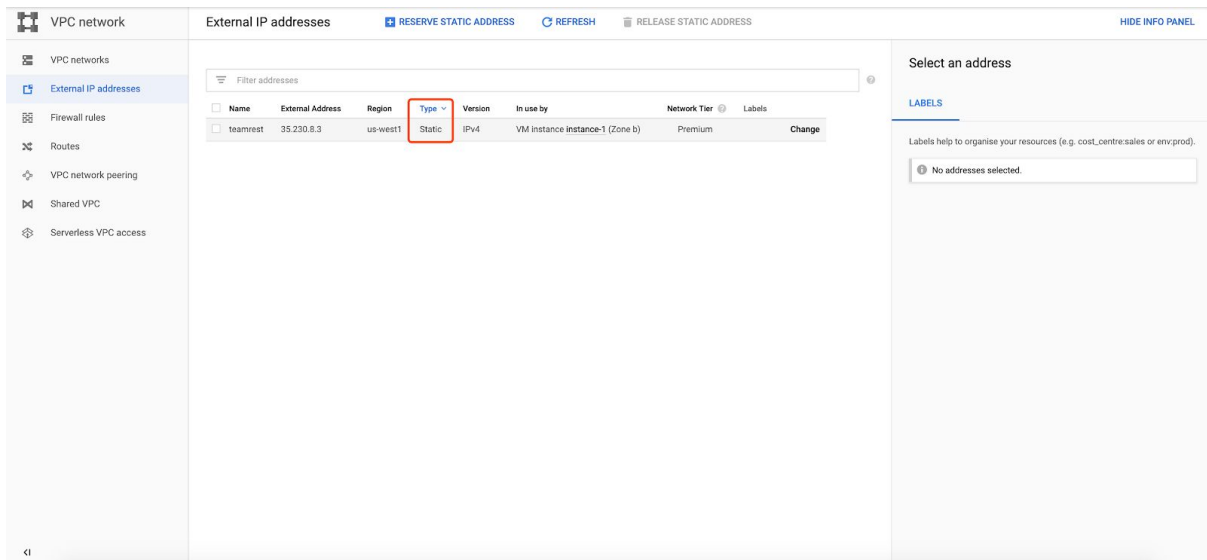 VPC network
External IP addresses
RESERVE STATIC ADDRESS
REFRESH
RELEASE STATIC ADDRESS
HIDE INFO PANEL
VPC networks
External IP addresses
Firewall rules
Routes
VPC network peering
Shared VPC
Serverless VPC access
Filter addresses
Name External Address Region Type Version In use by Network Tier Labels
teamrest 35.230.8.3 us-west1 Static IPv4 VM instance instance-1 (Zone b) Premium Change
Select an address
LABELS
Labels help to organise your resources (e.g. cost_centre:sales or env:prod).
No addresses selected.